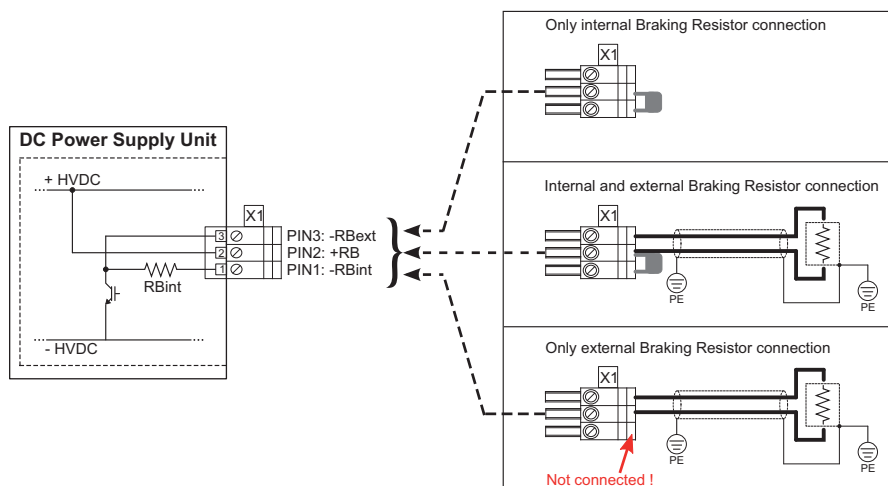 Only internal Braking Resistor connection
X1
DC Power Supply Unit
+ HVDC
X1
3
PIN3: -RBext
2
PIN2: +RB
1
PIN1: -RBint
RBint
- HVDC
Internal and external Braking Resistor connection
X1
PE
PE
Only external Braking Resistor connection
X1
PE
PE
Not connected !